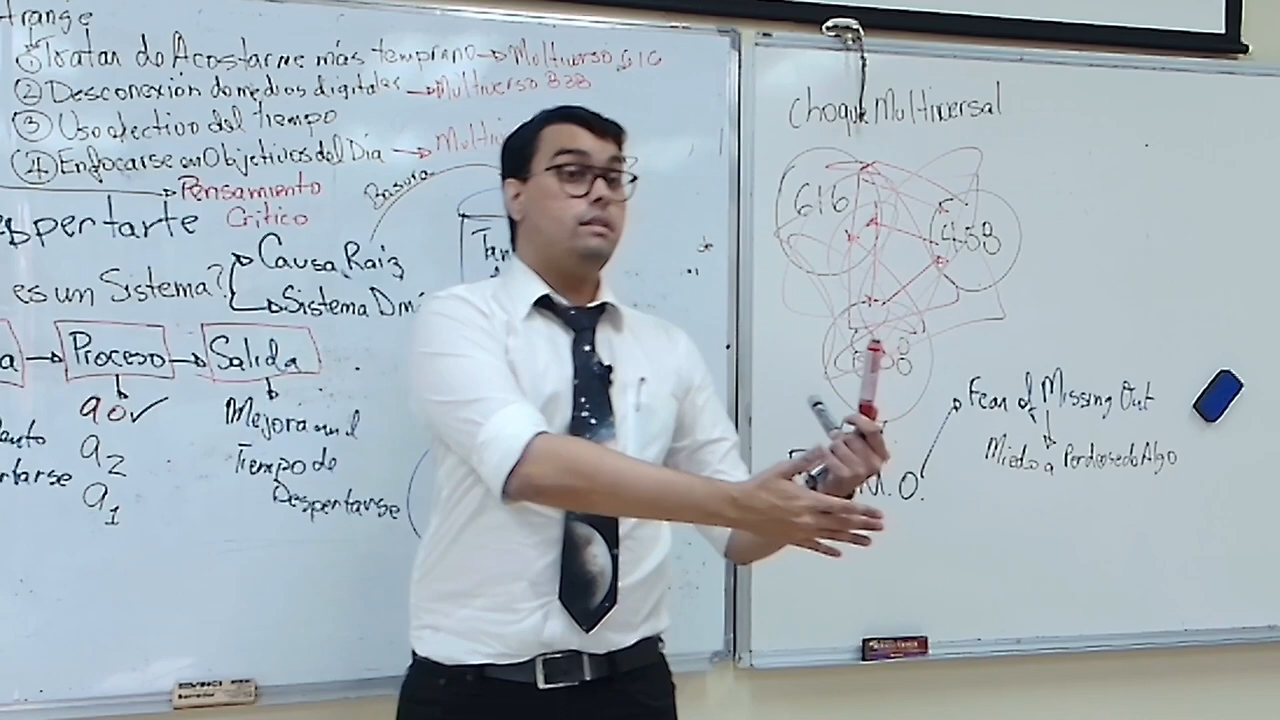 trange
① Tratar de Acostarme más temprano → Multiverso 616
② Desconexión de medios digitales → Multiverso 838
③ Uso efectivo del tiempo
④ Enfocarse en Objetivos del Día →
Pensamiento
Crítico
Basura
espertarte
es un Sistema?
Causa Raíz
Sistema
a → Proceso → Salida
a0 ✓
a2
a1
Mejora en el
Tiempo de
Despertarse
Choque Multiversal
616
458
M.O.
Fear of Missing Out
Miedo a Perderse de Algo